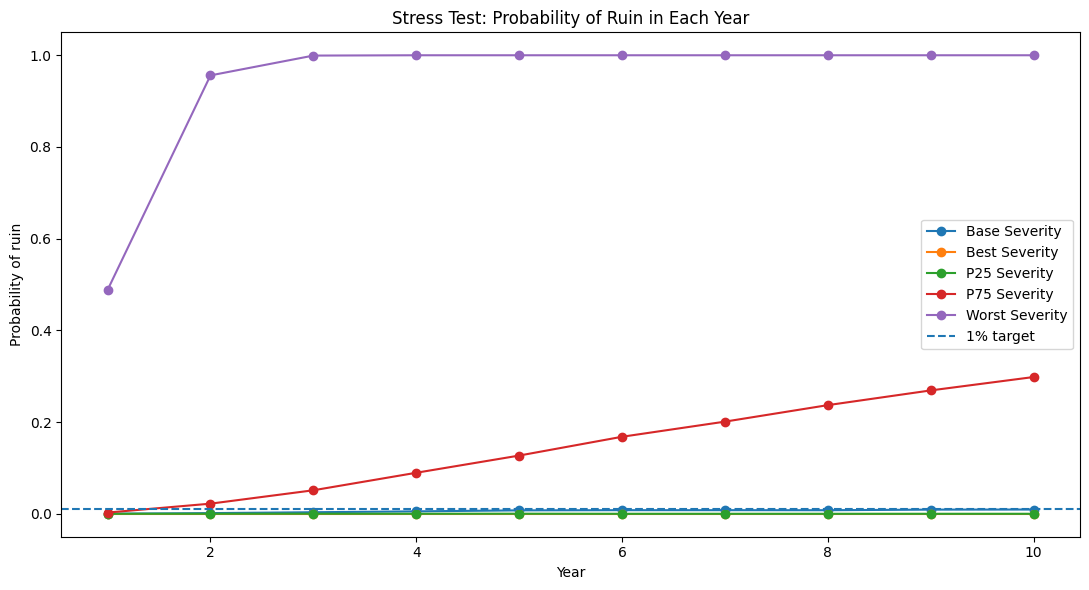 Stress Test: Probability of Ruin in Each Year
Probability of ruin
1.0
0.8
0.6
0.4
0.2
0.0
2
4
6
8
10
Year
Base Severity
Best Severity
P25 Severity
P75 Severity
Worst Severity
1% target